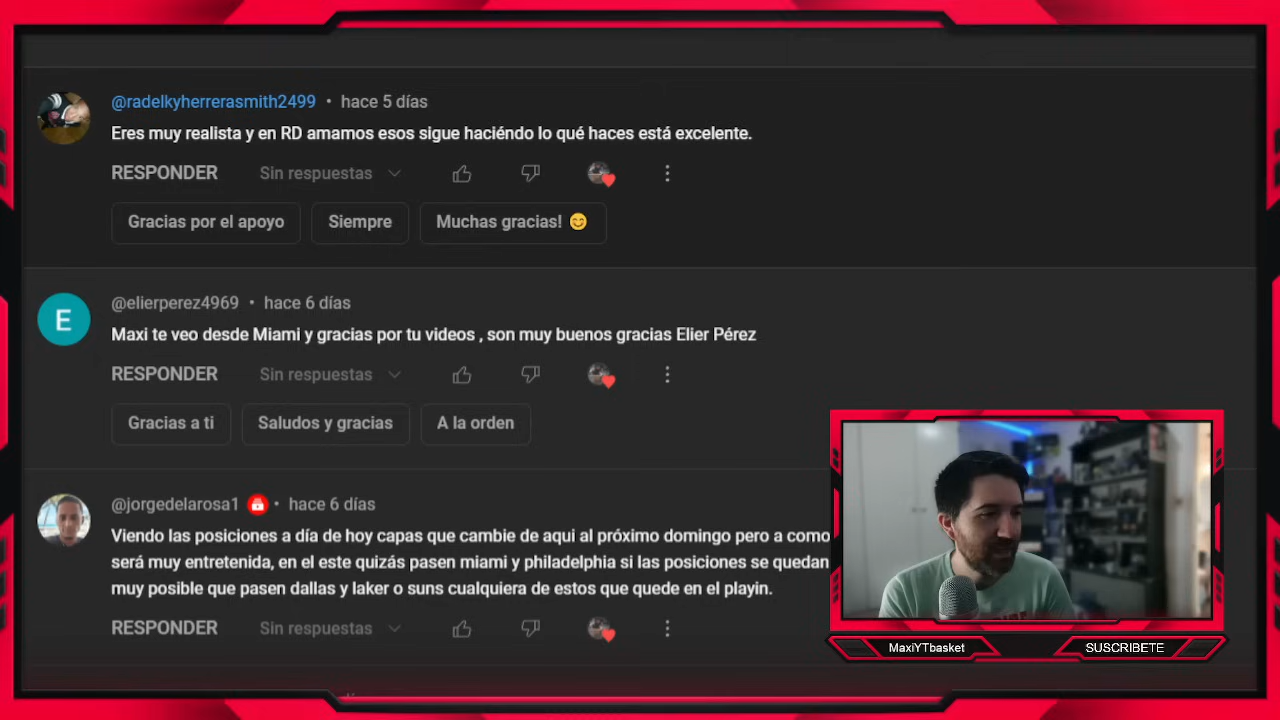 @radelkyherrerasmith2499 • hace 5 días
Eres muy realista y en RD amamos esos sigue haciéndo lo qué haces está excelente.
RESPONDER Sin respuestas
Gracias por el apoyo Siempre Muchas gracias! 😊
E @elierperez4969 • hace 6 días
Maxi te veo desde Miami y gracias por tu videos , son muy buenos gracias Elier Pérez
RESPONDER Sin respuestas
Gracias a ti Saludos y gracias A la orden
@jorgedelarosa1 • hace 6 días
Viendo las posiciones a día de hoy capas que cambie de aqui al próximo domingo pero a como
será muy entretenida, en el este quizás pasen miami y philadelphia si las posiciones se quedan
muy posible que pasen dallas y laker o suns cualquiera de estos que quede en el playin.
RESPONDER Sin respuestas
MaxiYTbasket SUSCRIBETE